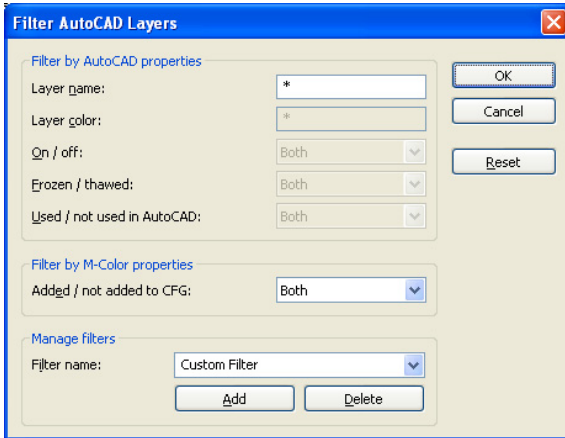 Filter AutoCAD Layers
Filter by AutoCAD properties
Layer name: *
Layer color: *
On / off: Both
Frozen / thawed: Both
Used / not used in AutoCAD: Both
OK
Cancel
Reset
Filter by M-Color properties
Added / not added to CFG: Both
Manage filters
Filter name: Custom Filter
Add Delete